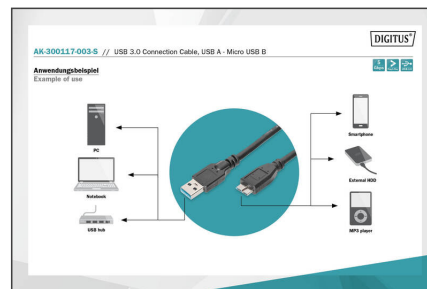 DIGITUS®
AK-300117-003-S // USB 3.0 Connection Cable, USB A - Micro USB B
Anwendungsbeispiel
Example of use
PC
Notebook
USB hub
Smartphone
External HDD
MP3 player